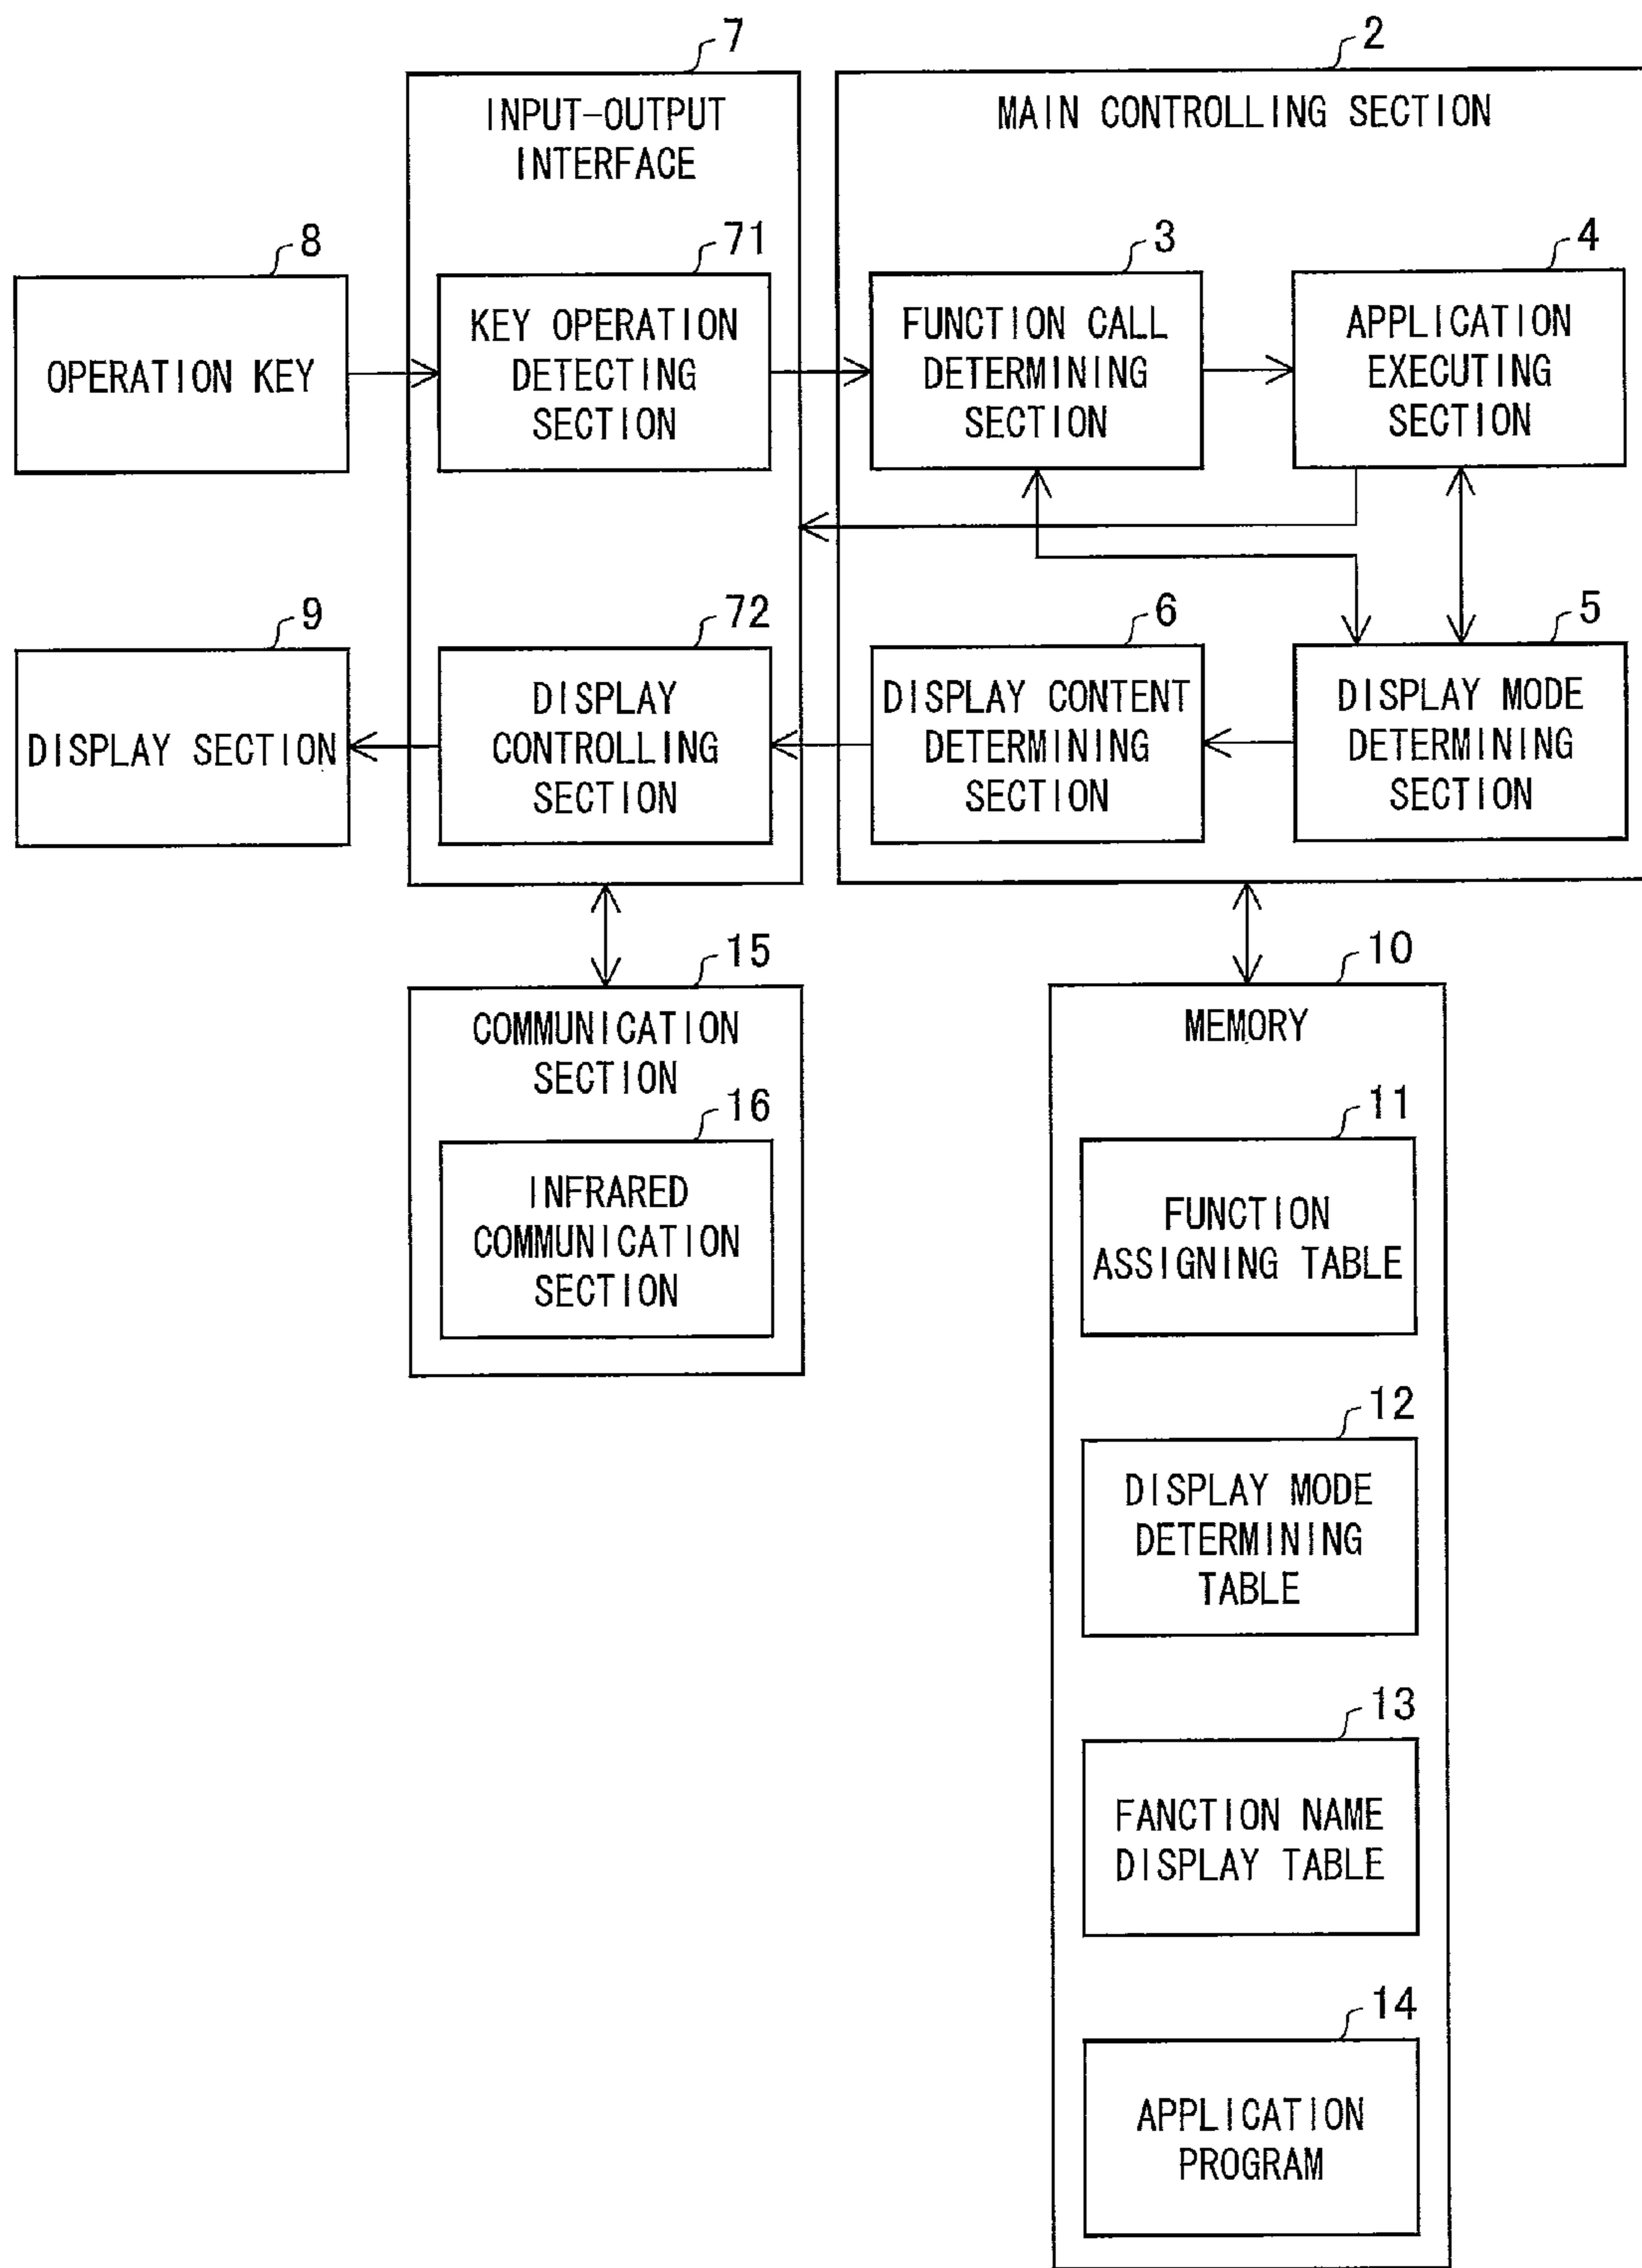 7
2
INPUT-OUTPUT
INTERFACE
MAIN CONTROLLING SECTION
8
OPERATION KEY
71
KEY OPERATION
DETECTING
SECTION
3
FUNCTION CALL
DETERMINING
SECTION
4
APPLICATION
EXECUTING
SECTION
9
DISPLAY SECTION
72
DISPLAY
CONTROLLING
SECTION
6
DISPLAY CONTENT
DETERMINING
SECTION
5
DISPLAY MODE
DETERMINING
SECTION
15
COMMUNICATION
SECTION
16
INFRARED
COMMUNICATION
SECTION
10
MEMORY
11
FUNCTION
ASSIGNING TABLE
12
DISPLAY MODE
DETERMINING
TABLE
13
FANCTION NAME
DISPLAY TABLE
14
APPLICATION
PROGRAM